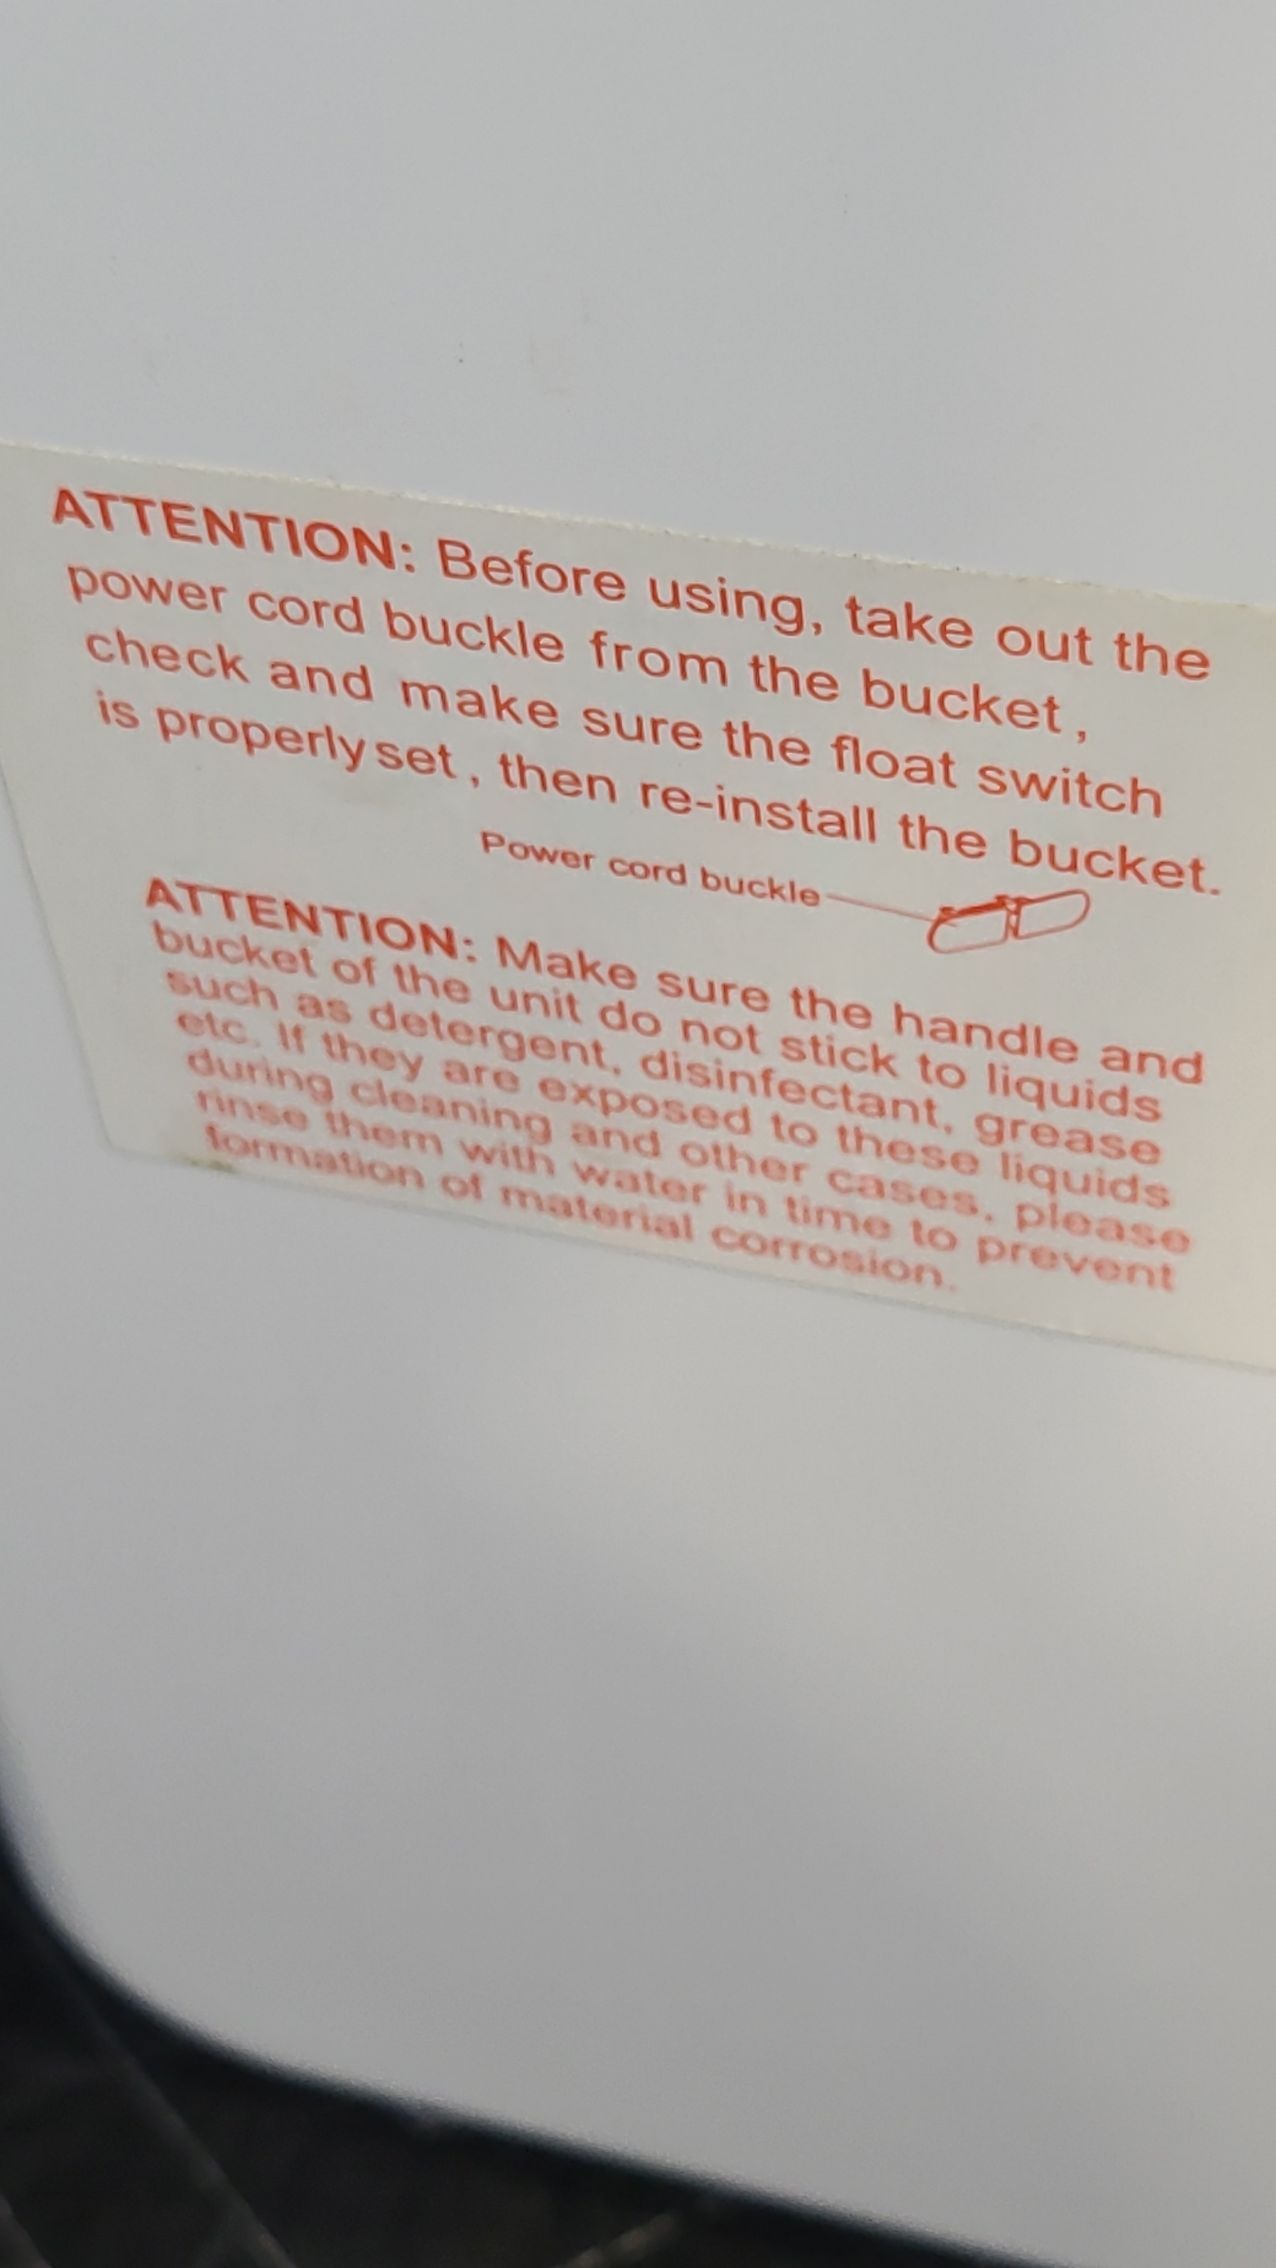 ATTENTION: Before using, take out the
power cord buckle from the bucket,
check and make sure the float switch
is properly set, then re-install the bucket.
Power cord buckle
ATTENTION: Make sure the handle and
bucket of the unit do not stick to liquids
such as detergent, disinfectant, grease
etc. If they are exposed to these liquids
during cleaning and other cases, please
rinse them with water in time to prevent
formation of material corrosion.